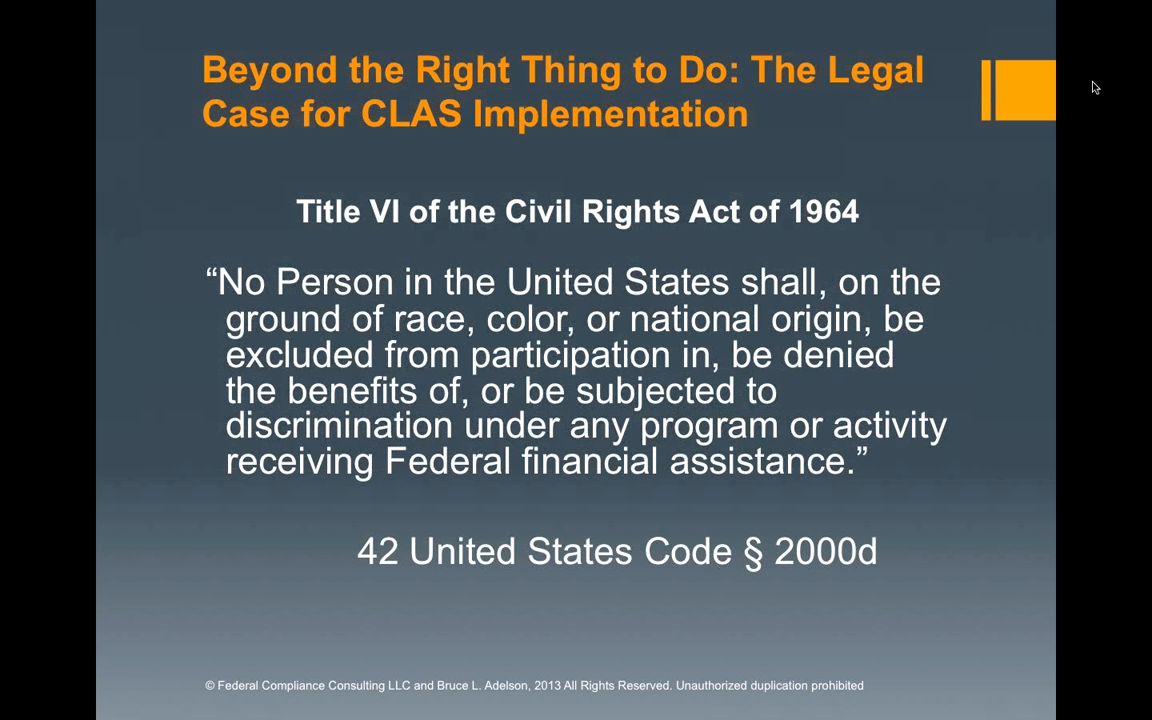 Beyond the Right Thing to Do: The Legal
Case for CLAS Implementation
Title VI of the Civil Rights Act of 1964
“No Person in the United States shall, on the
ground of race, color, or national origin, be
excluded from participation in, be denied
the benefits of, or be subjected to
discrimination under any program or activity
receiving Federal financial assistance.”
42 United States Code § 2000d
© Federal Compliance Consulting LLC and Bruce L. Adelson, 2013 All Rights Reserved. Unauthorized duplication prohibited